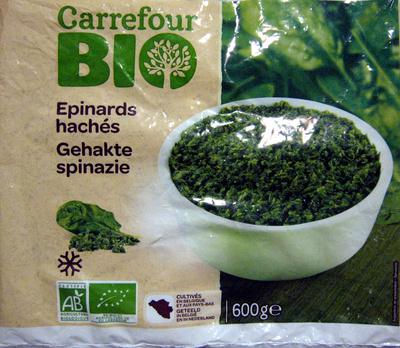 Carrefour
BIO
Epinards
hachés
Gehakte
spinazie
AB
CULTIVÉS
EN BELGIQUE
ET AUX PAYS-BAS
GETEELD
IN BELGIË
EN IN NEDERLAND
600g℮